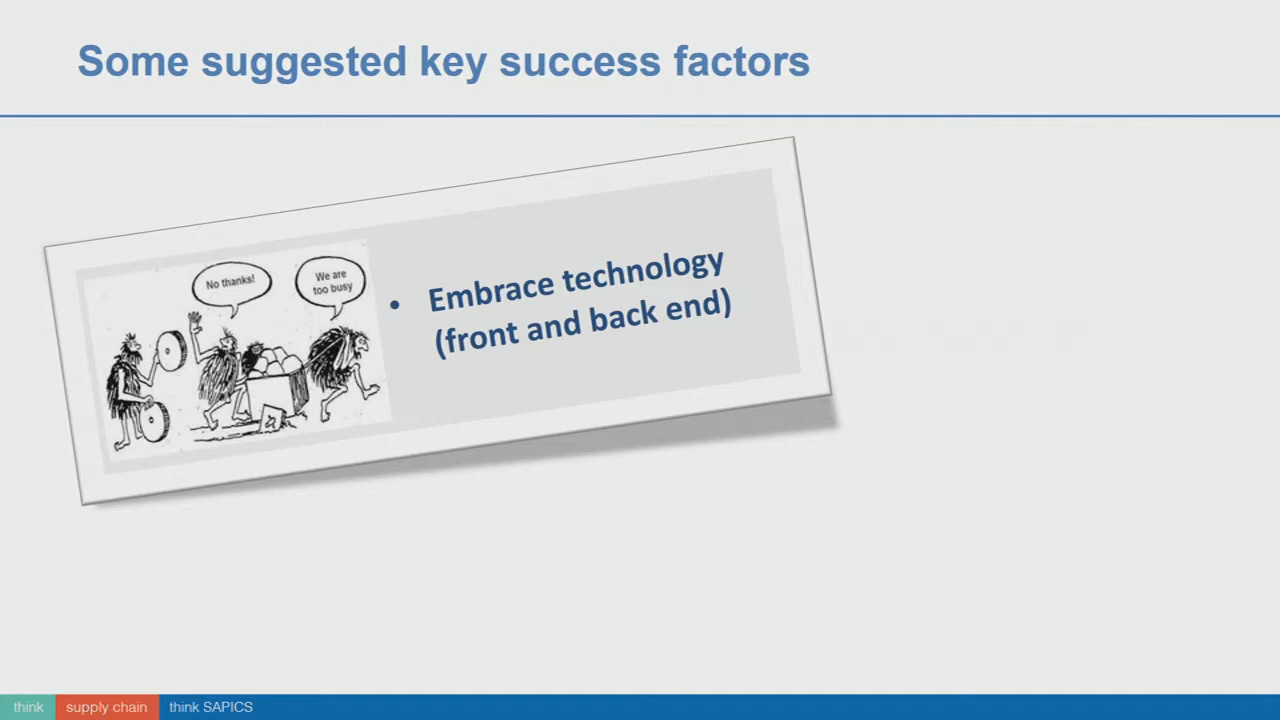 Some suggested key success factors
No thanks!
We are
too busy
• Embrace technology
(front and back end)
think supply chain think SAPICS